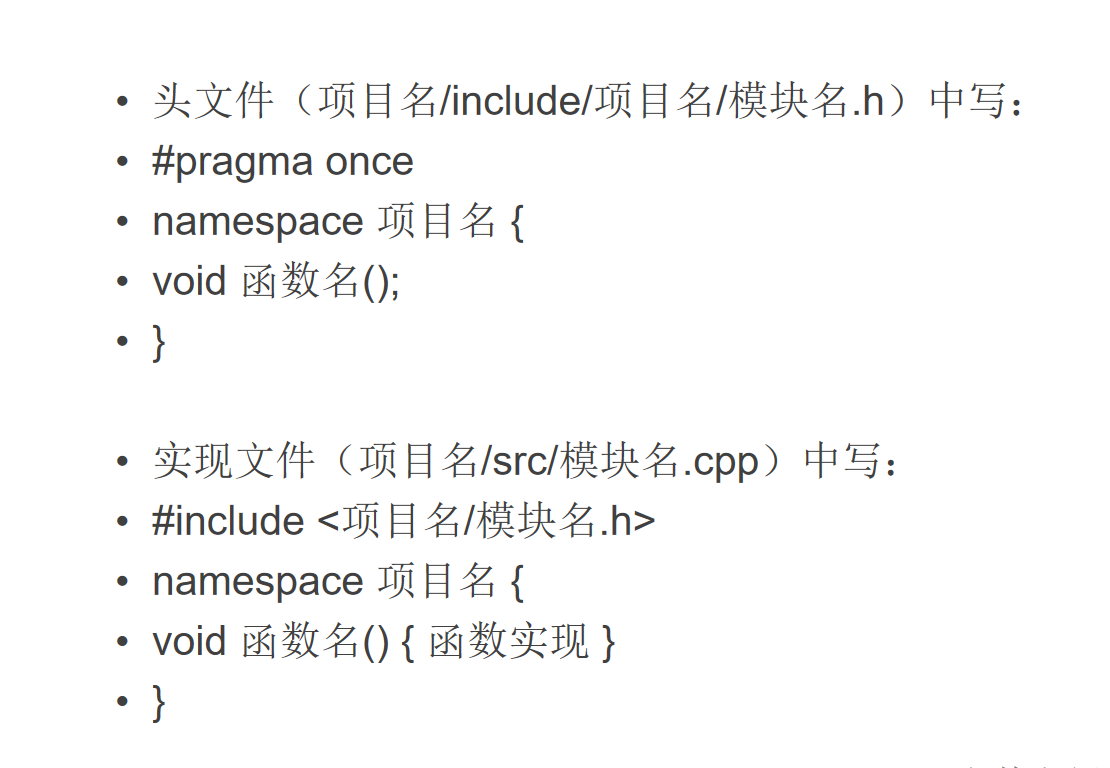 • 头文件（项目名/include/项目名/模块名.h）中写：
• #pragma once
• namespace 项目名 {
• void 函数名();
• }
• 实现文件（项目名/src/模块名.cpp）中写：
• #include <项目名/模块名.h>
• namespace 项目名 {
• void 函数名() { 函数实现 }
• }